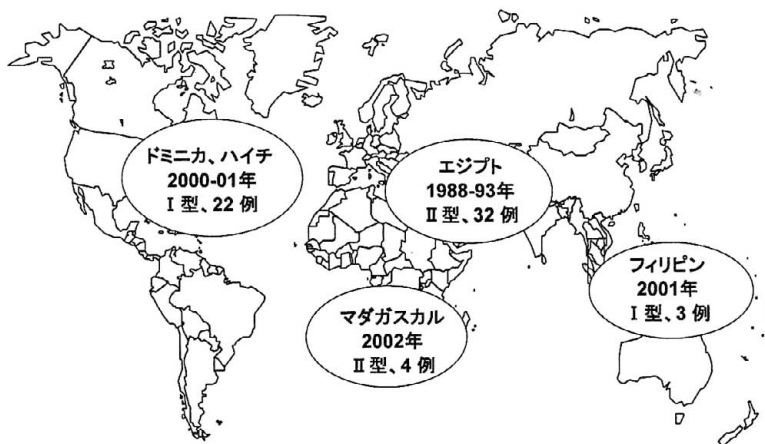 ドミニカ、ハイチ
2000-01年
Ⅰ型、22例
エジプト
1988-93年
Ⅱ型、32例
フィリピン
2001年
Ⅰ型、3例
マダガスカル
2002年
Ⅱ型、4例